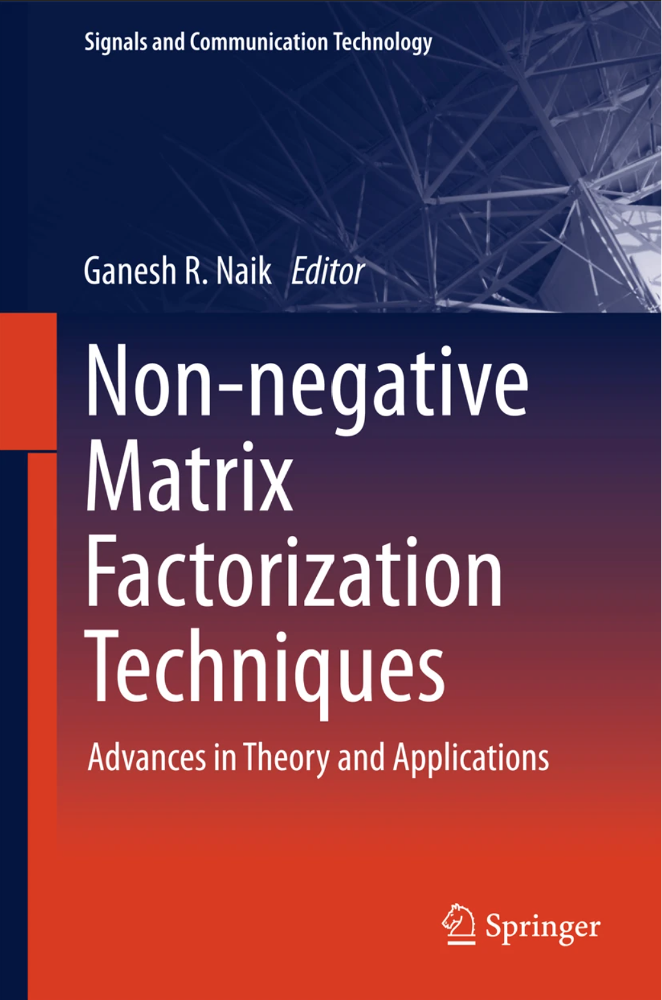 Signals and Communication Technology
Ganesh R. Naik Editor
Non-negative
Matrix
Factorization
Techniques
Advances in Theory and Applications
Springer